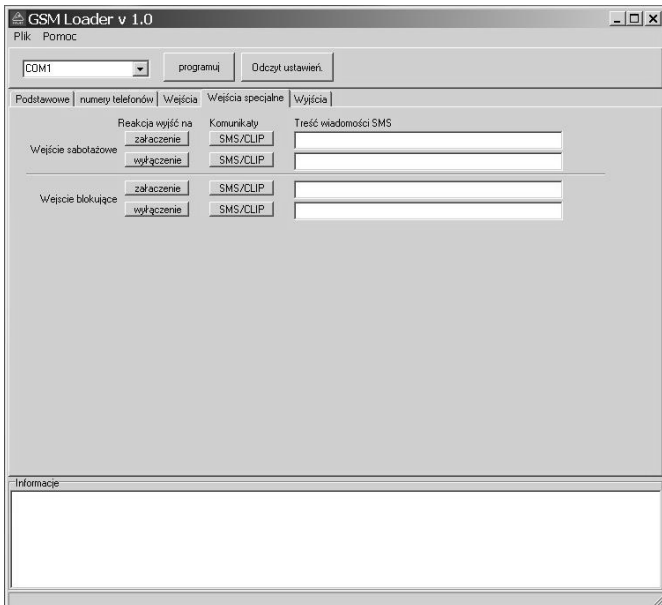 GSM Loader v 1.0
Plik Pomoc
COM1 programuj Odczyt ustawień.
Podstawowe numery telefonów Wejścia Wejścia specjalne Wyjścia
Reakcja wyjść na Komunikaty Treść wiadomości SMS
Wejście sabotażowe
załaczenie SMS/CLIP
wyłączenie SMS/CLIP
Wejscie blokujące
załaczenie SMS/CLIP
wyłączenie SMS/CLIP
Informacje